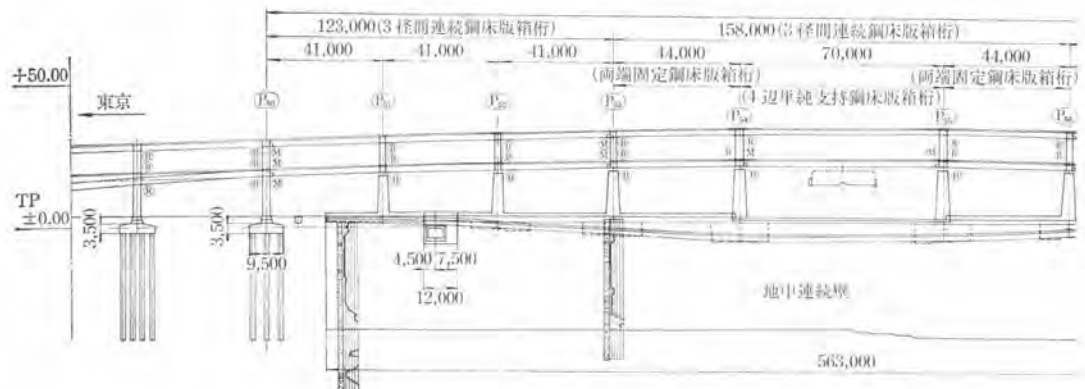 123,000(3径間連続鋼床版箱桁)
158,000(3径間連続鋼床版箱桁)
41,000 41,000 41,000 44,000 70,000 44,000
(両端固定鋼床版箱桁) (両端固定鋼床版箱桁)
(4辺単純支持鋼床版箱桁)
+50.00
東京
TP
±0.00
3,500 3,500
9,500
4,500 7,500
12,000
地中連続壁
563,000